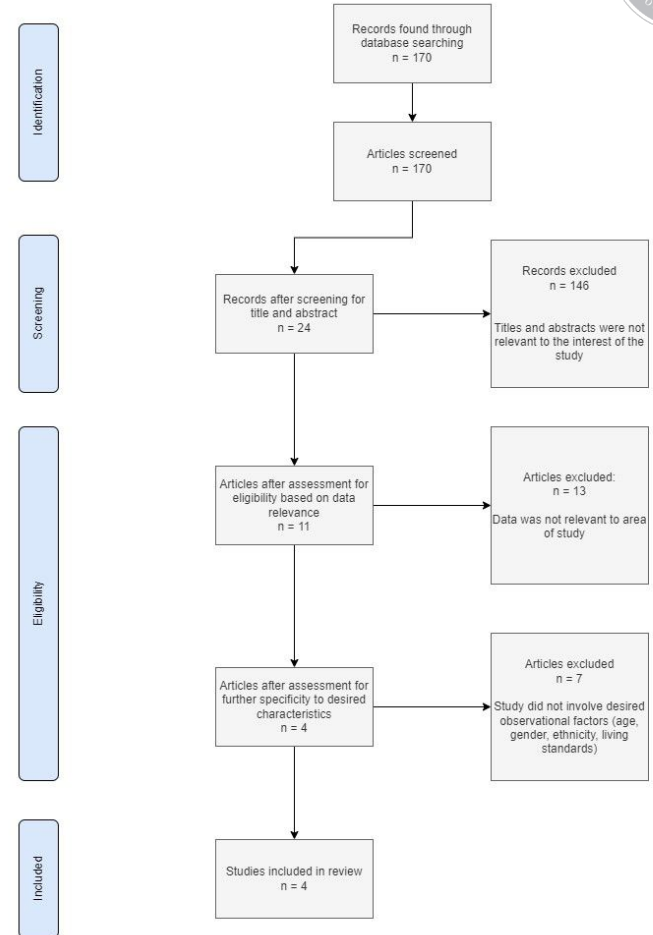 Identification
Records found through
database searching
n = 170
Articles screened
n = 170
Screening
Records after screening for
title and abstract
n = 24
Records excluded
n = 146
Titles and abstracts were not
relevant to the interest of the
study
Eligibility
Articles after assessment for
eligibility based on data
relevance
n = 11
Articles excluded:
n = 13
Data was not relevant to area
of study
Articles after assessment for
further specificity to desired
characteristics
n = 4
Articles excluded
n = 7
Study did not involve desired
observational factors (age,
gender, ethnicity, living
standards)
Included
Studies included in review
n = 4